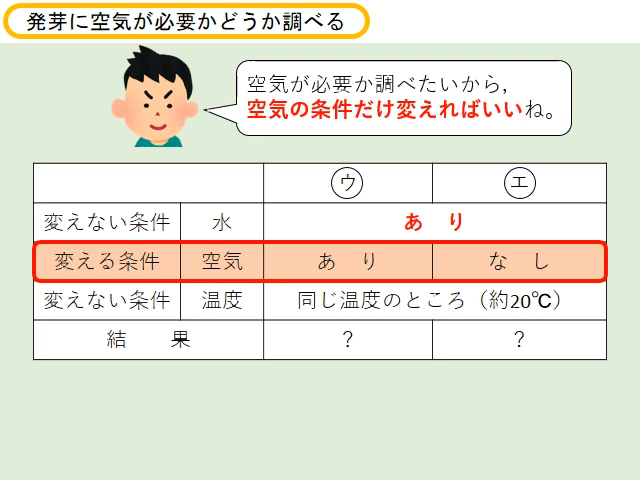 発芽に空気が必要かどうか調べる
空気が必要か調べたいから,
空気の条件だけ変えればいいね。
ウ エ
変えない条件 水 あ り
変える条件 空気 あ り な し
変えない条件 温度 同じ温度のところ（約20℃）
結 果 ? ?